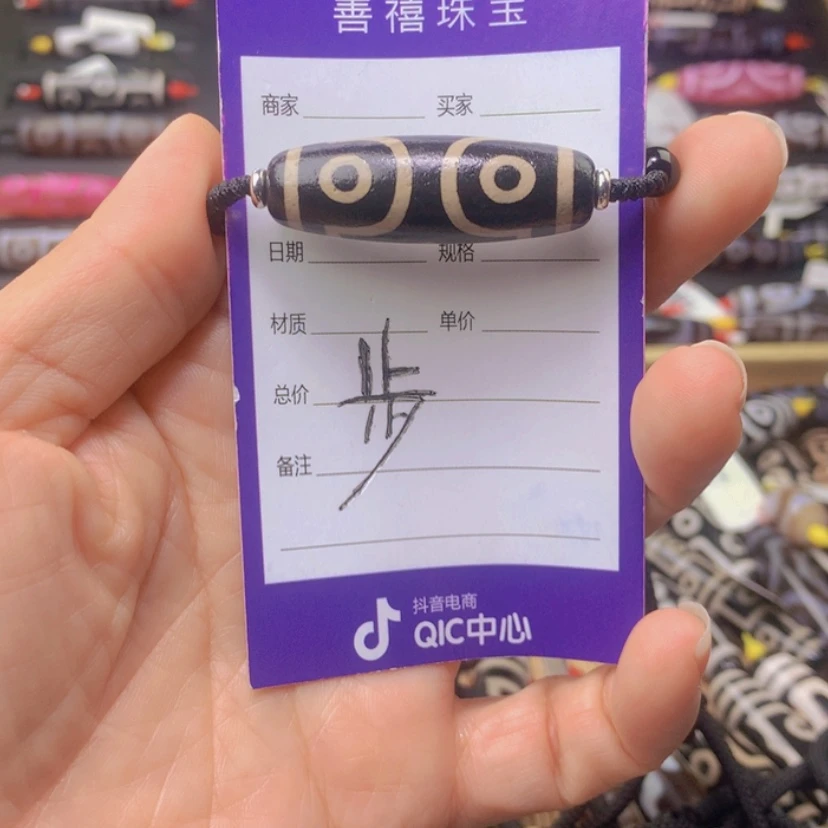 善禧珠宝
商家 买家
日期 规格
材质 单价
总价
步
备注
抖音电商
QIC中心